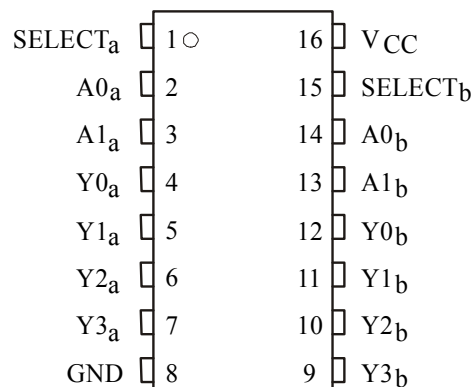 SELECTa 1 16 VCC
A0a 2 15 SELECTb
A1a 3 14 A0b
Y0a 4 13 A1b
Y1a 5 12 Y0b
Y2a 6 11 Y1b
Y3a 7 10 Y2b
GND 8 9 Y3b